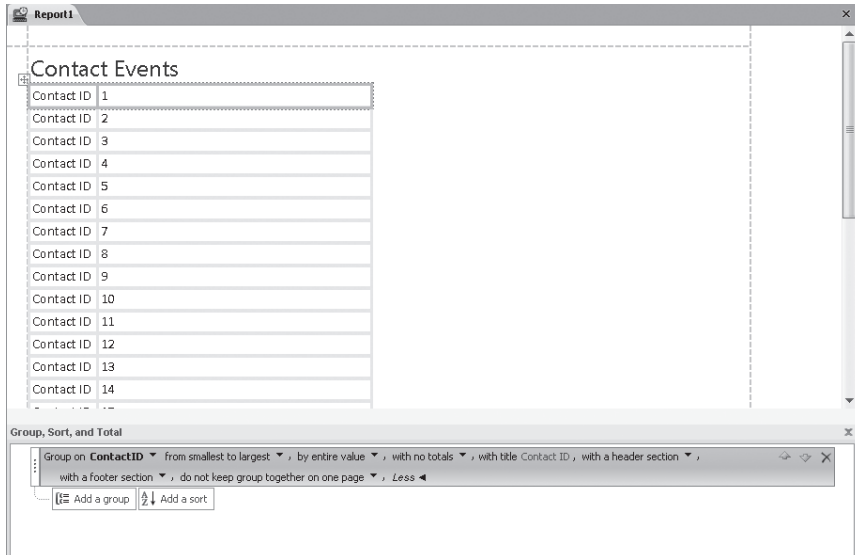 Report1
Contact Events
Contact ID 1
Contact ID 2
Contact ID 3
Contact ID 4
Contact ID 5
Contact ID 6
Contact ID 7
Contact ID 8
Contact ID 9
Contact ID 10
Contact ID 11
Contact ID 12
Contact ID 13
Contact ID 14
Group, Sort, and Total
Group on ContactID ▼ from smallest to largest ▼ , by entire value ▼ , with no totals ▼ , with title Contact ID , with a header section ▼ ,
with a footer section ▼ , do not keep group together on one page ▼ , Less ◄
Add a group Add a sort